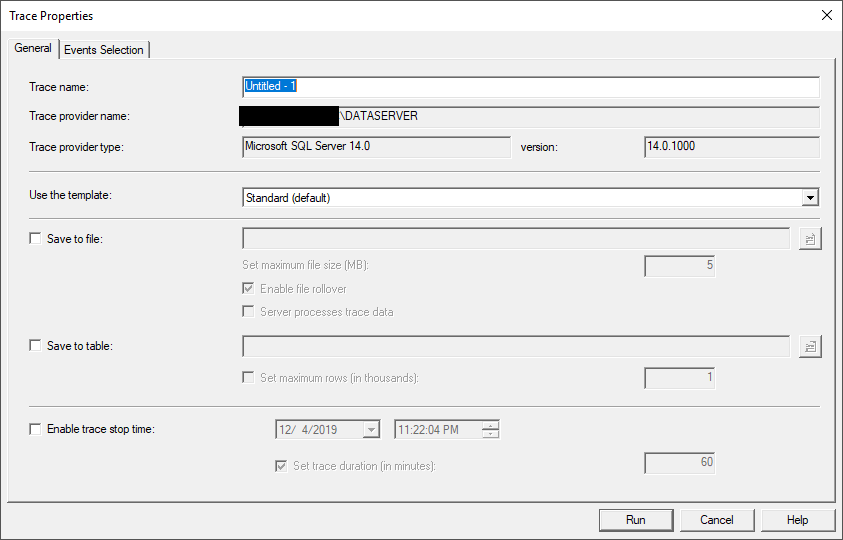 Trace Properties
General Events Selection
Trace name: Untitled - 1
Trace provider name: \DATASERVER
Trace provider type: Microsoft SQL Server 14.0 version: 14.0.1000
Use the template: Standard (default)
Save to file:
Set maximum file size (MB): 5
Enable file rollover
Server processes trace data
Save to table:
Set maximum rows (in thousands): 1
Enable trace stop time: 12/ 4/2019 11:22:04 PM
Set trace duration (in minutes): 60
Run Cancel Help